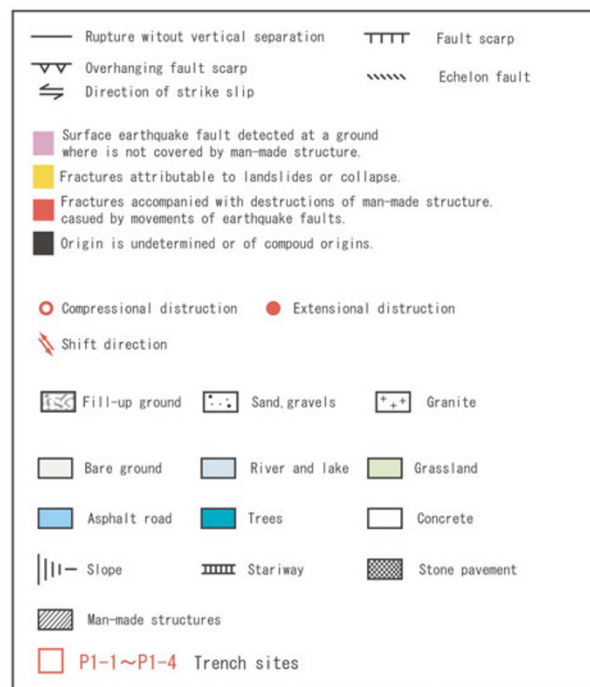 Rupture witout vertical separation
Fault scarp
Overhanging fault scarp
Echelon fault
Direction of strike slip
Surface earthquake fault detected at a ground
where is not covered by man-made structure.
Fractures attributable to landslides or collapse.
Fractures accompanied with destructions of man-made structure.
casued by movements of earthquake faults.
Origin is undetermined or of compoud origins.
Compressional distruction
Extensional distruction
Shift direction
Fill-up ground
Sand,gravels
Granite
Bare ground
River and lake
Grassland
Asphalt road
Trees
Concrete
Slope
Stariway
Stone pavement
Man-made structures
P1-1～P1-4 Trench sites